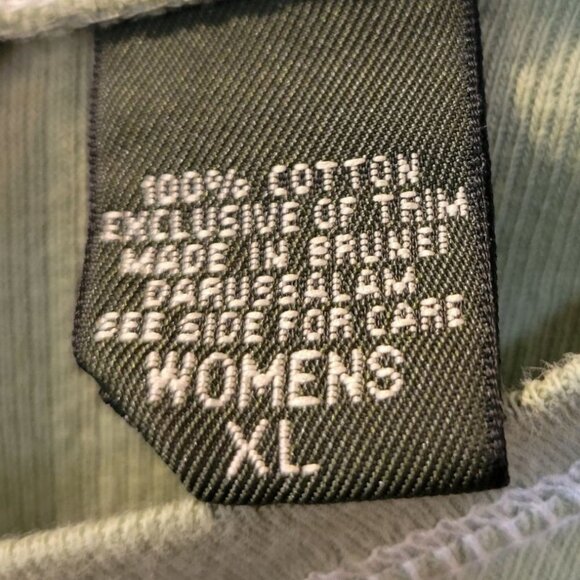 100% COTTON
EXCLUSIVE OF TRIM
MADE IN BRUNEI
DARUSSALAM
SEE SIDE FOR CARE
WOMENS
XL